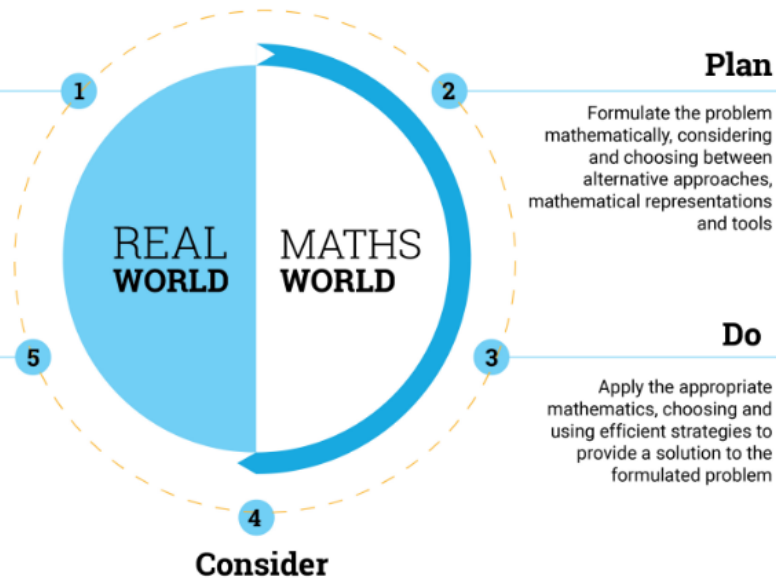 1
2
Plan
Formulate the problem
mathematically, considering
and choosing between
alternative approaches,
mathematical representations
and tools
REAL
WORLD
MATHS
WORLD
5
3
Do
Apply the appropriate
mathematics, choosing and
using efficient strategies to
provide a solution to the
formulated problem
4
Consider